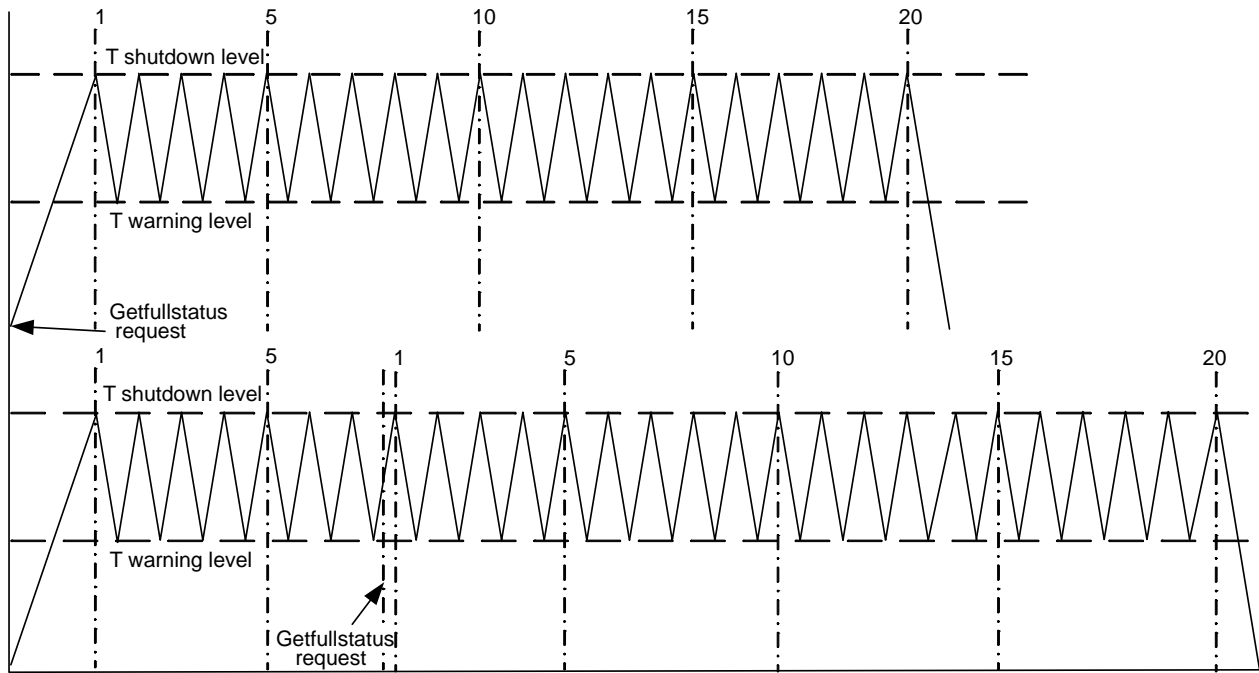 1 5 10 15 20
T shutdown level
T warning level
Getfullstatus
request
1 5 1 5 10 15 20
T shutdown level
T warning level
Getfullstatus
request